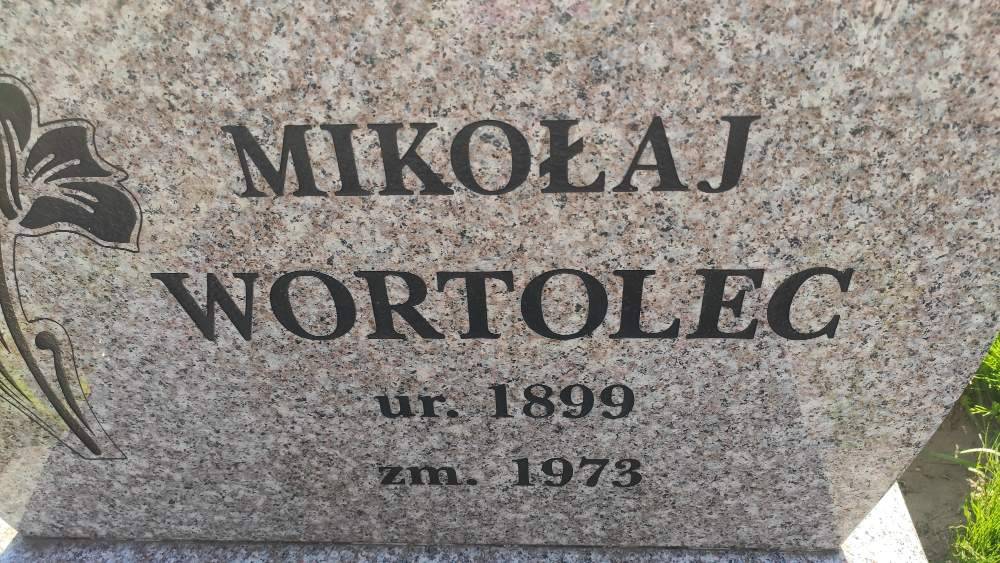 MIKOŁAJ
WORTOLEC
ur. 1899
zm. 1973